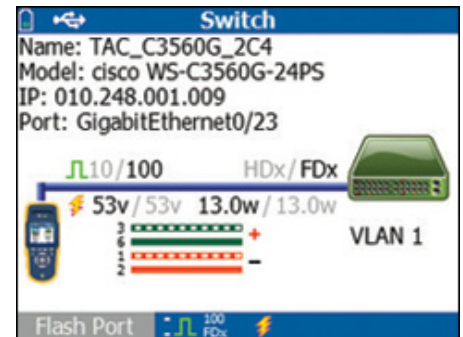 Switch
Name: TAC_C3560G_2C4
Model: cisco WS-C3560G-24PS
IP: 010.248.001.009
Port: GigabitEthernet0/23
10/100 HDx/FDx
53v/53v 13.0w/13.0w
3
6
1
2
+
-
VLAN 1
Flash Port
100
FDx